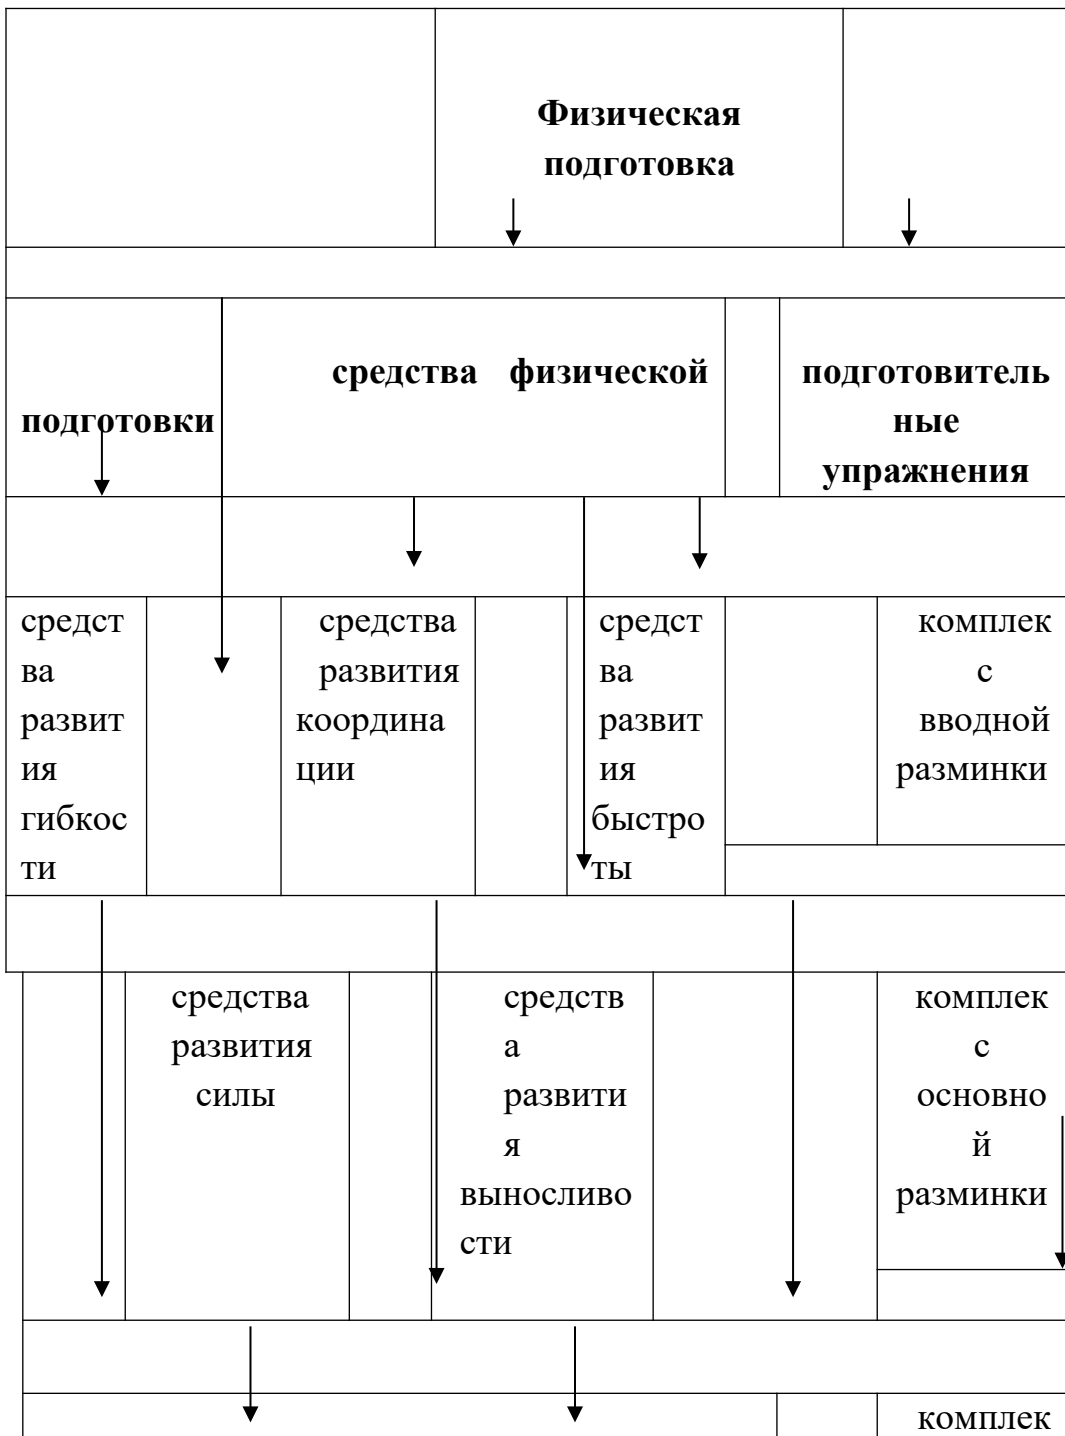 Физическая
подготовка
средства физической
подготовки
подготовитель
ные
упражнения
средст
ва
развит
ия
гибкос
ти
средства
развития
координа
ции
средст
ва
развит
ия
быстро
ты
комплек
с
вводной
разминки
средства
развития
силы
средств
а
развити
я
выносливо
сти
комплек
с
основно
й
разминки
комплек